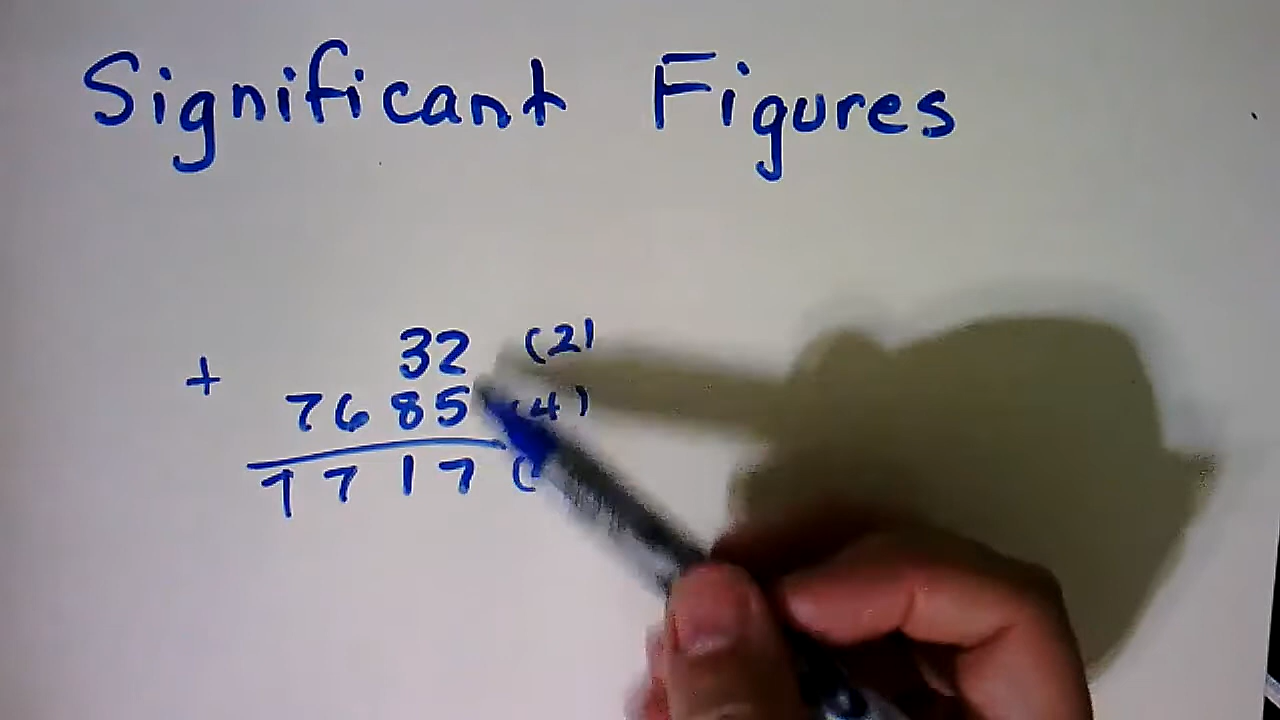 Significant Figures
32 (2)
+
7685 (4)
7717 (